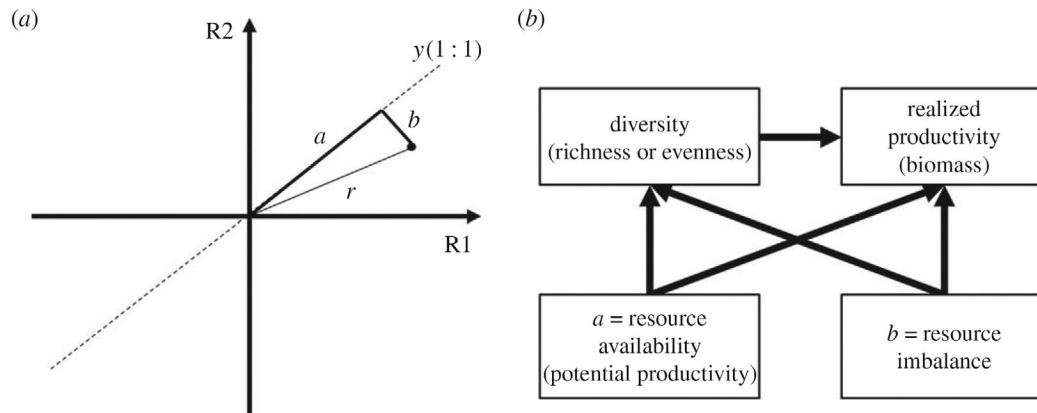 (a)
R2
y(1 : 1)
a
b
r
R1
(b)
diversity
(richness or evenness)
realized
productivity
(biomass)
a = resource
availability
(potential productivity)
b = resource
imbalance